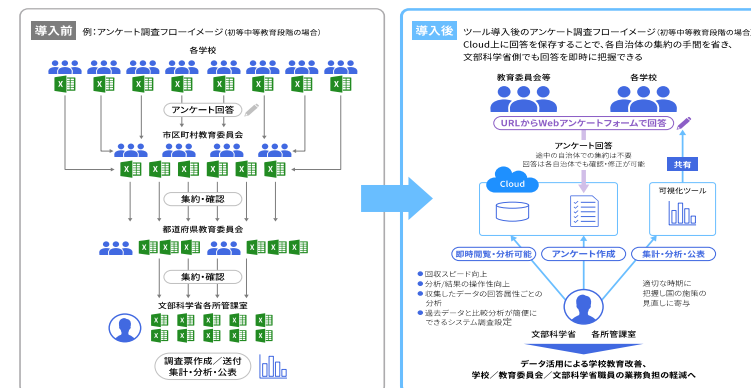 導入前 例:アンケート調査フローイメージ(初等中等教育段階の場合)
各学校
アンケート回答
市区町村教育委員会
集約・確認
都道府県教育委員会
集約・確認
文部科学省各所管課室
調査票作成/送付
集計・分析・公表
導入後 ツール導入後のアンケート調査フローイメージ(初等中等教育段階の場合)
Cloud上に回答を保存することで、各自治体の集約の手間を省き、
文部科学省側でも回答を即時に把握できる
教育委員会等 各学校
URLからWebアンケートフォームで回答
アンケート回答
途中の自治体での集約は不要
回答は各自治体でも確認・修正が可能
共有
Cloud
可視化ツール
即時閲覧・分析可能 アンケート作成 集計・分析・公表
●回収スピード向上
●分析/結果の操作性向上
●収集したデータの回答属性ごとの
分析
●過去データと比較分析が簡便に
できるシステム調査設定
適切な時期に
把握し国の施策の
見直しに寄与
文部科学省 各所管課室
データ活用による学校教育改善、
学校/教育委員会/文部科学省職員の業務負担の軽減へ